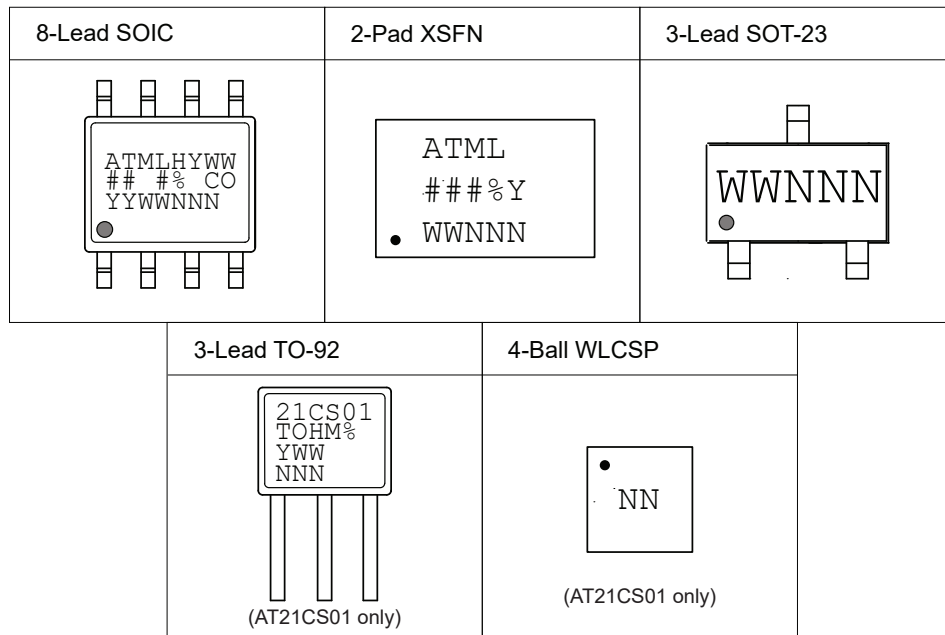 8-Lead SOIC
2-Pad XSFN
3-Lead SOT-23
ATMLHYWW
## #% CO
YYWWNNN
ATML
###%Y
WWNNN
WWNNN
3-Lead TO-92
4-Ball WLCSP
21CS01
TOHM%
YWW
NNN
(AT21CS01 only)
NN
(AT21CS01 only)